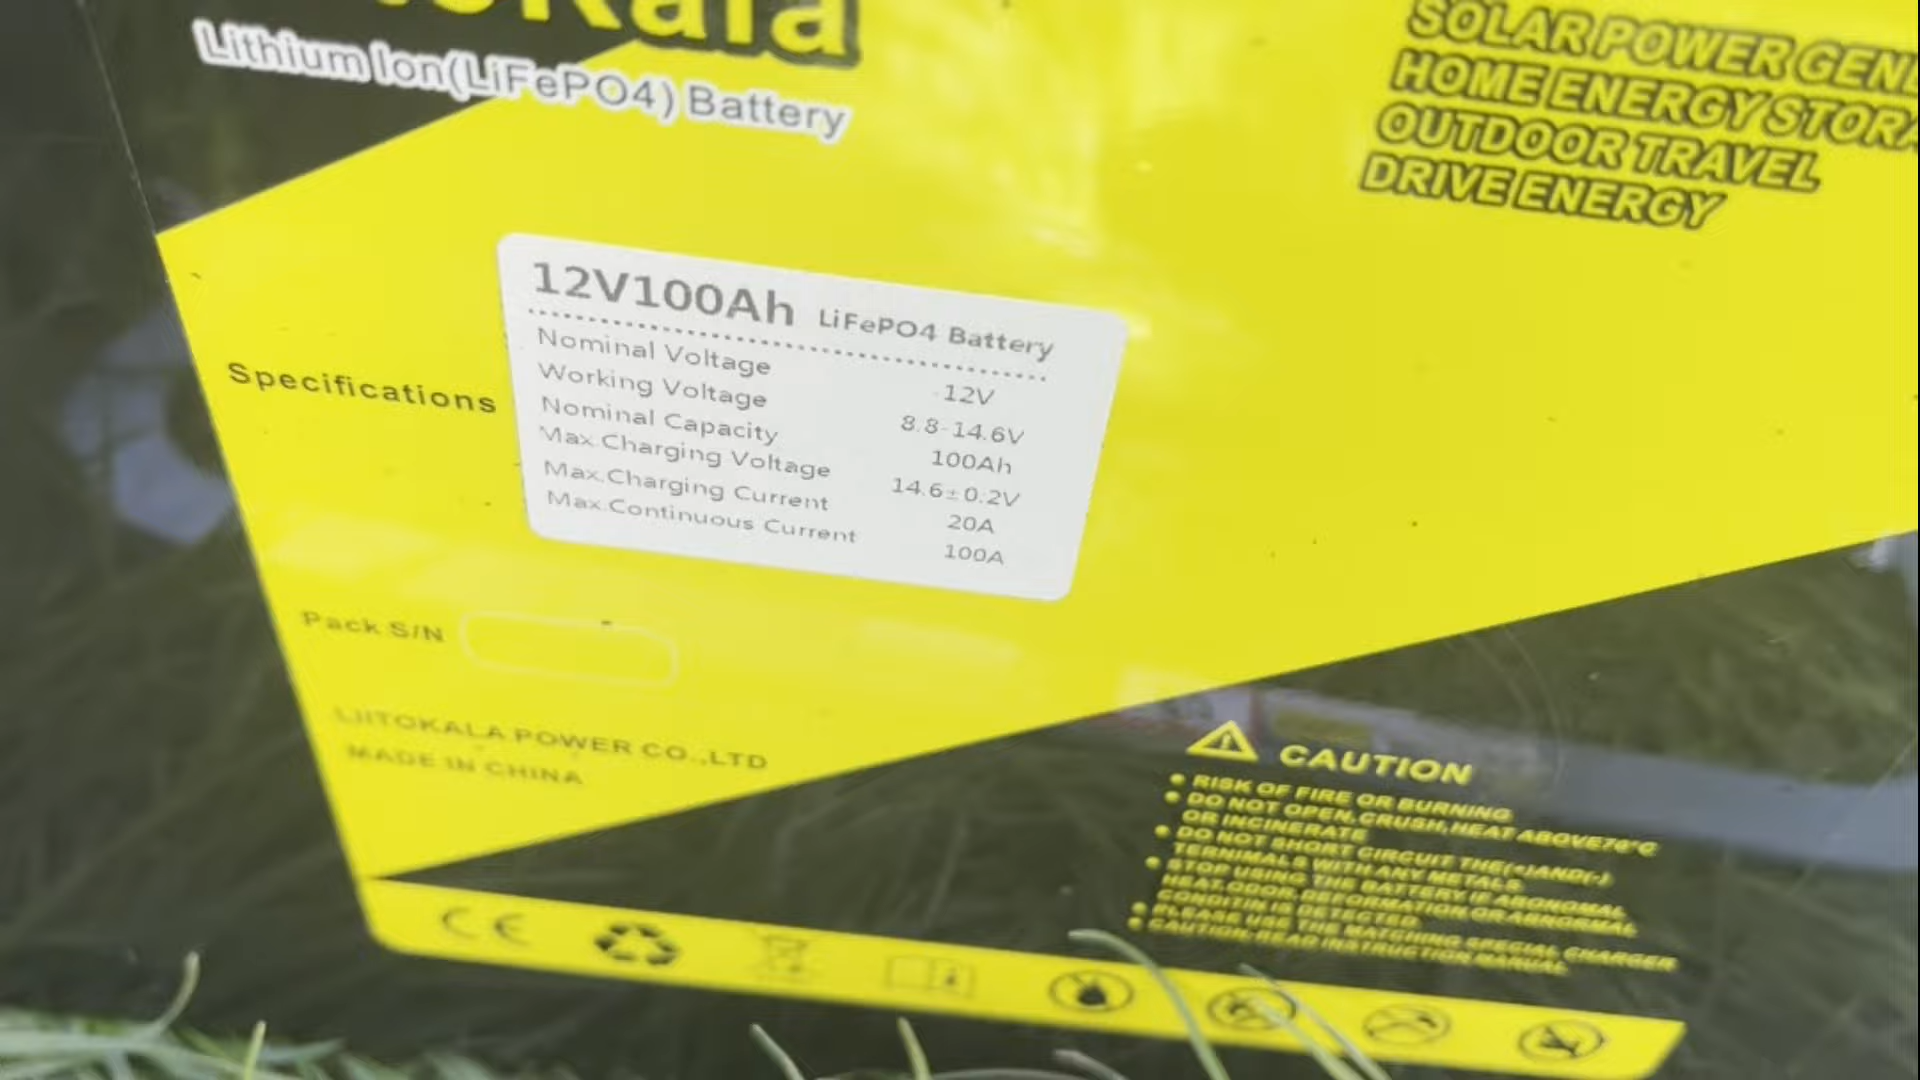 Lithium Ion(LiFePO4) Battery
SOLAR POWER GEN
HOME ENERGY STORA
OUTDOOR TRAVEL
DRIVE ENERGY
12V100Ah LiFePO4 Battery
Specifications
Nominal Voltage 12V
Working Voltage 8.8-14.6V
Nominal Capacity 100Ah
Max.Charging Voltage 14.6±0.2V
Max.Charging Current 20A
Max.Continuous Current 100A
Pack S/N
LIITOKALA POWER CO.,LTD
MADE IN CHINA
CAUTION
RISK OF FIRE OR BURNING
DO NOT OPEN, CRUSH, HEAT ABOVE
OR INCINERATE
DO NOT SHORT CIRCUIT THE(+)AND(-)
TERNIMALS WITH ANY METALS
STOP USING THE BATTERY IF ABONOMAL
HEAT, ODOR, DEFORMATION OR ABNORMAL
CONDITIN IS DETECTED
PLEASE USE THE MATCHING SPECIAL CHARGER
CAUTION: READ INSTRUCTION MANUAL
CE